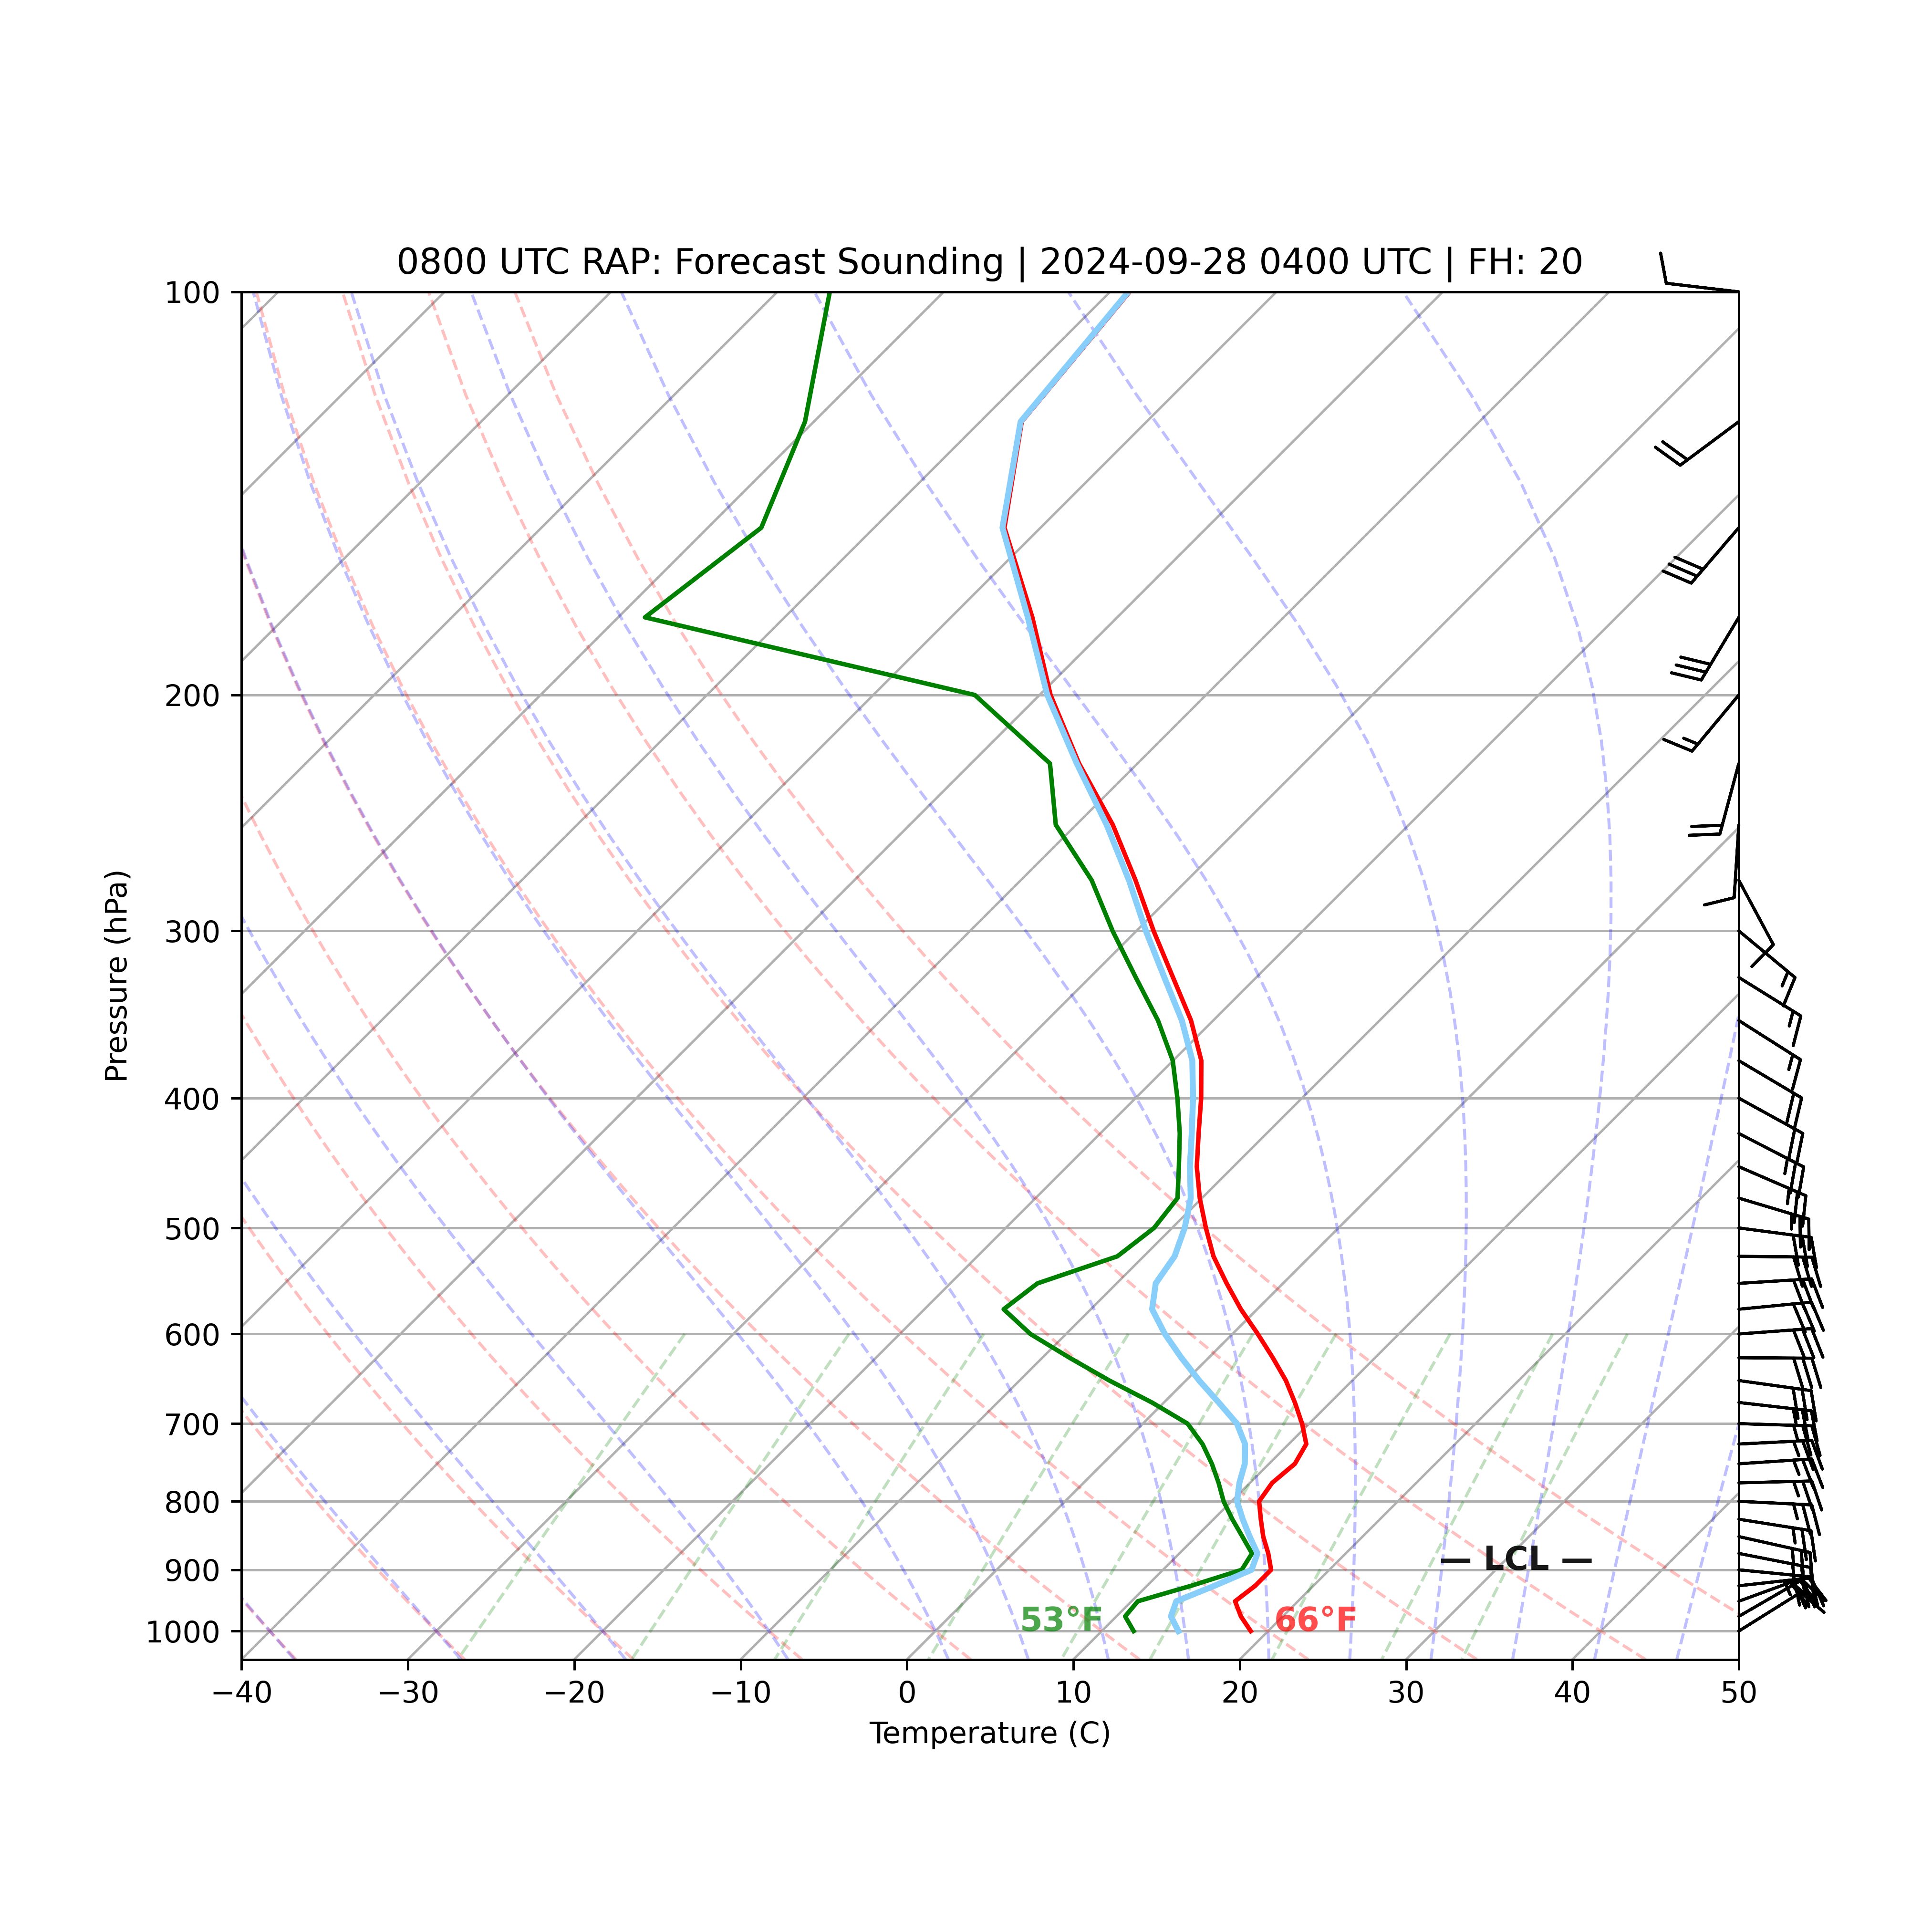 0800 UTC RAP: Forecast Sounding | 2024-09-28 0400 UTC | FH: 20
100
200
300
400
500
600
700
800
900
1000
Pressure (hPa)
— LCL —
53°F
66°F
−40 −30 −20 −10 0 10 20 30 40 50
Temperature (C)